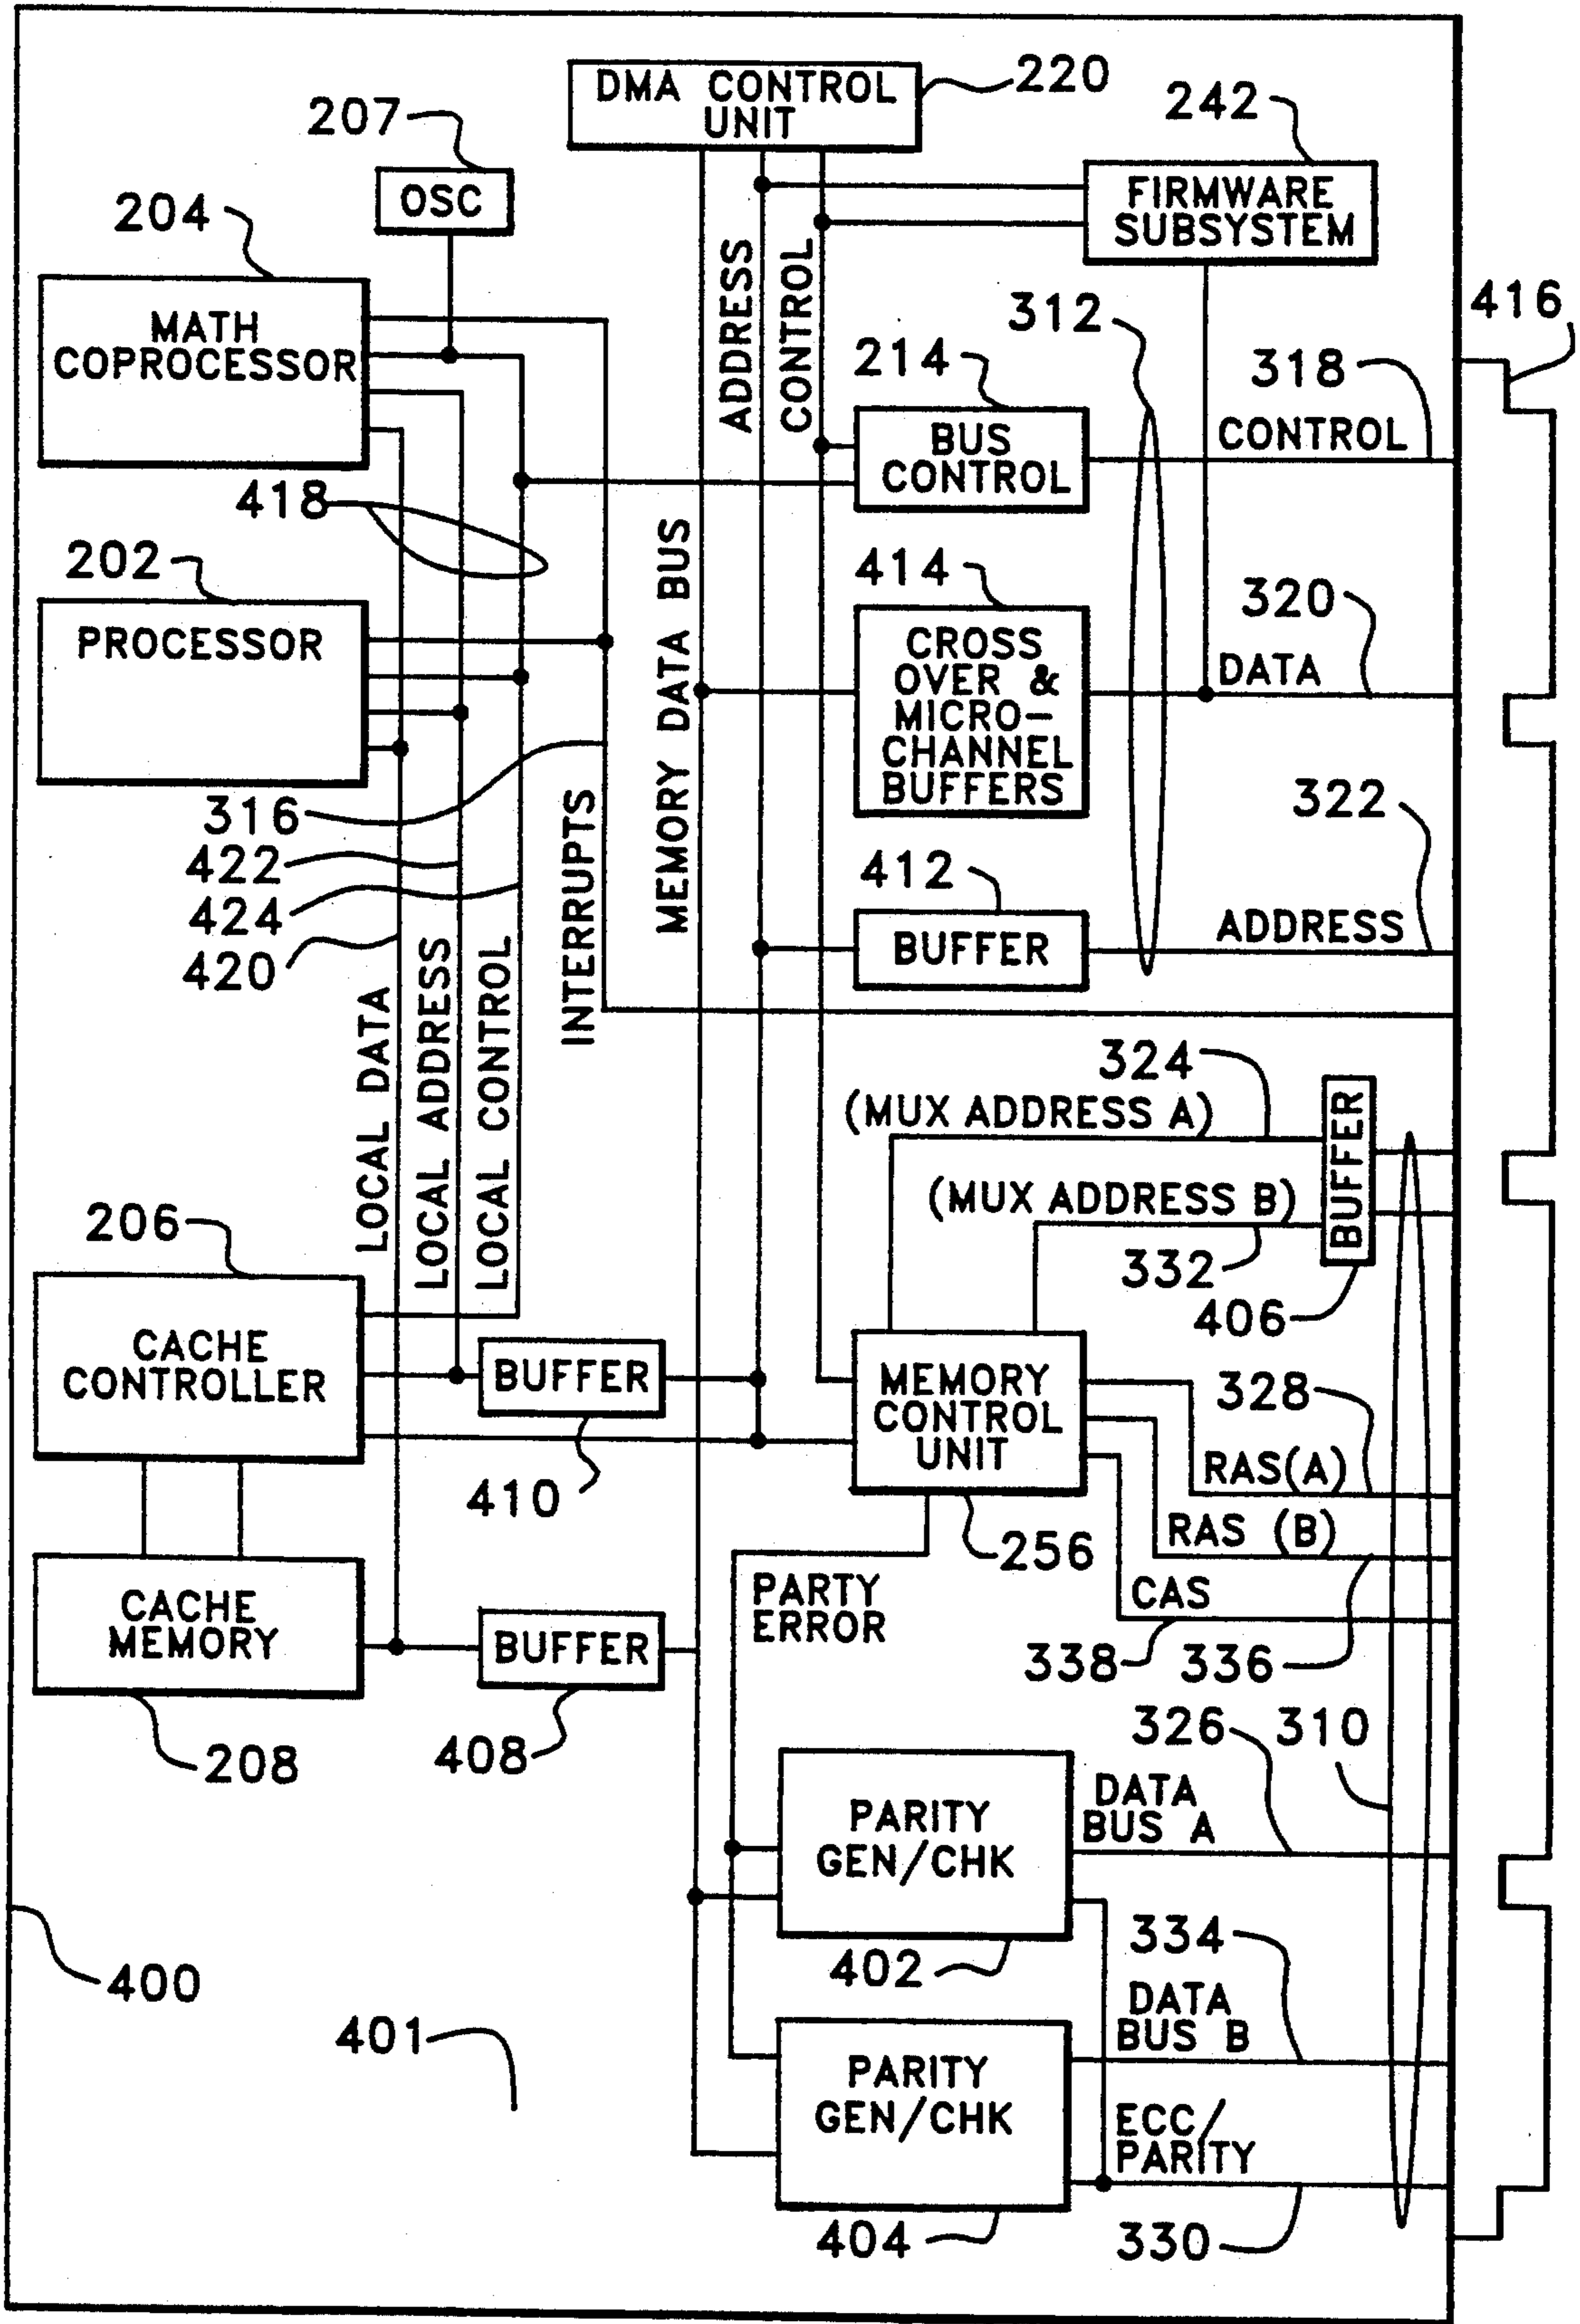 DMA CONTROL
UNIT
220
207
242
OSC
FIRMWARE
SUBSYSTEM
204
MATH
COPROCESSOR
ADDRESS
CONTROL
312
416
214
318
BUS
CONTROL
CONTROL
418
202
PROCESSOR
MEMORY DATA BUS
414
320
CROSS
OVER &
MICRO-
CHANNEL
BUFFERS
DATA
316
422
424
420
INTERRUPTS
322
412
BUFFER
ADDRESS
LOCAL DATA
LOCAL ADDRESS
LOCAL CONTROL
324
(MUX ADDRESS A)
(MUX ADDRESS B)
BUFFER
332
406
206
CACHE
CONTROLLER
BUFFER
410
MEMORY
CONTROL
UNIT
328
RAS(A)
RAS (B)
256
CAS
PARTY
ERROR
338
336
CACHE
MEMORY
BUFFER
208
408
326
310
DATA
BUS A
PARITY
GEN/CHK
402
334
400
DATA
BUS B
401
PARITY
GEN/CHK
ECC/
PARITY
404
330